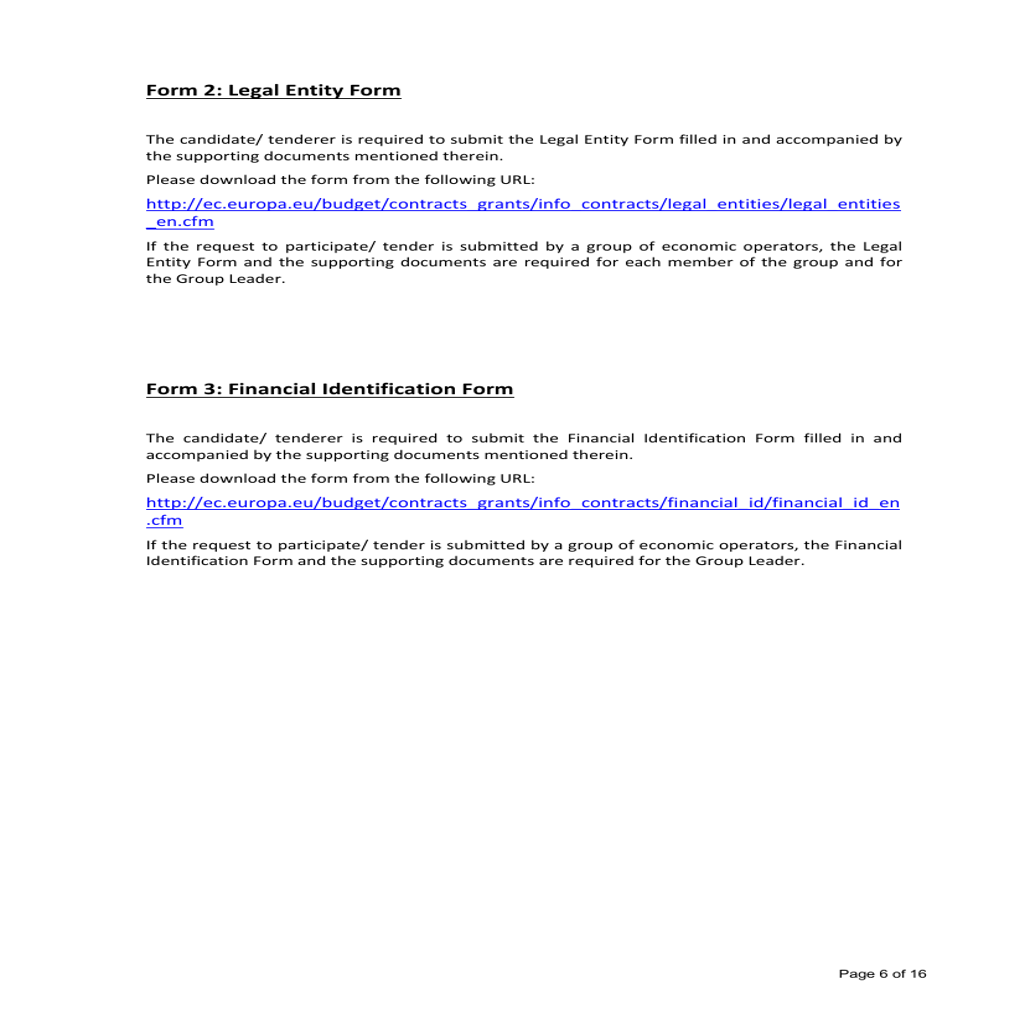 Form 2: Legal Entity Form
The candidate/ tenderer is required to submit the Legal Entity Form filled in and accompanied by
the supporting documents mentioned therein.
Please download the form from the following URL:
http://ec.europa.eu/budget/contracts_grants/info_contracts/legal_entities/legal_entities
_en.cfm
If the request to participate/ tender is submitted by a group of economic operators, the Legal
Entity Form and the supporting documents are required for each member of the group and for
the Group Leader.
Form 3: Financial Identification Form
The candidate/ tenderer is required to submit the Financial Identification Form filled in and
accompanied by the supporting documents mentioned therein.
Please download the form from the following URL:
http://ec.europa.eu/budget/contracts_grants/info_contracts/financial_id/financial_id_en
.cfm
If the request to participate/ tender is submitted by a group of economic operators, the Financial
Identification Form and the supporting documents are required for the Group Leader.
Page 6 of 16